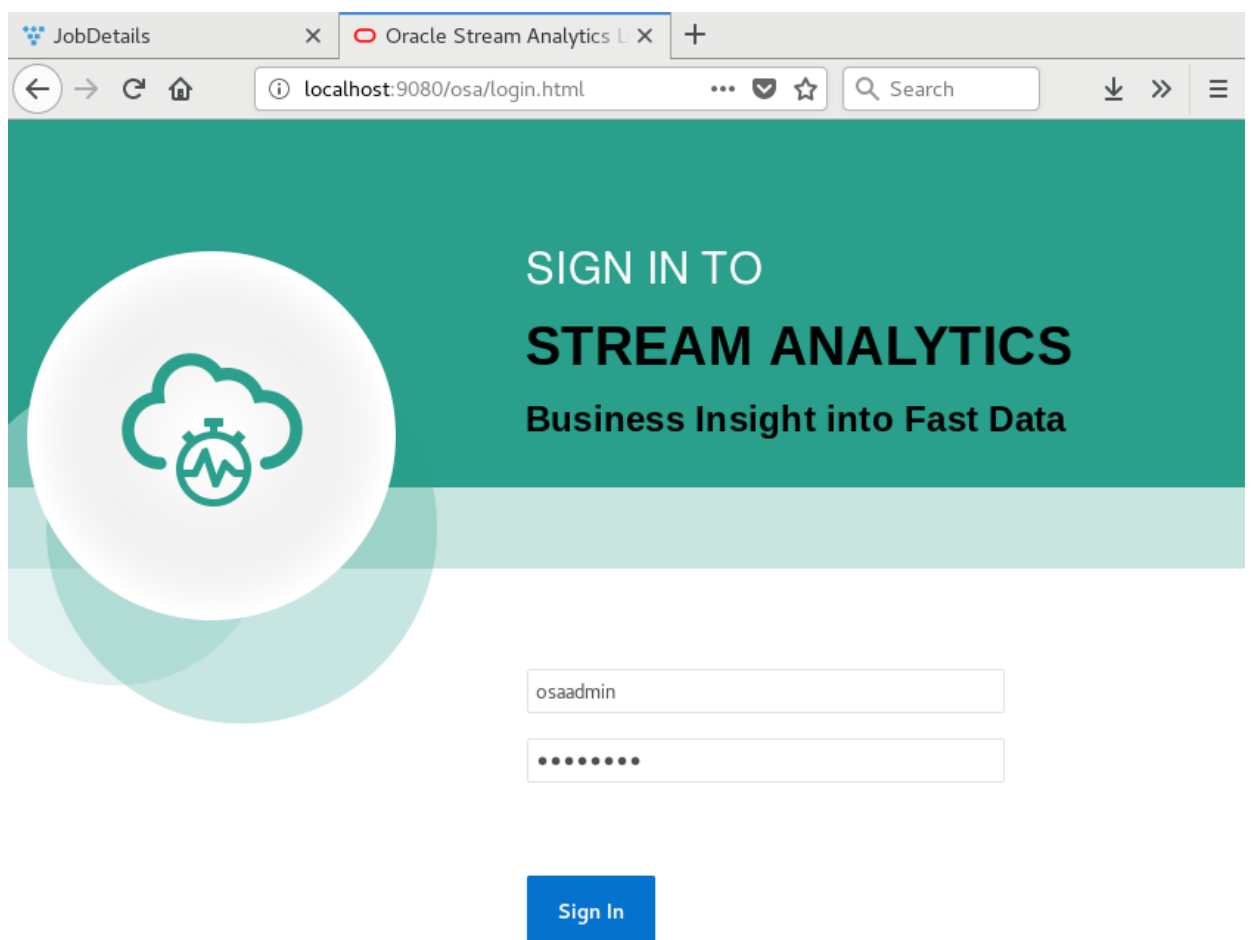 JobDetails
Oracle Stream Analytics L
localhost:9080/osa/login.html
Search
SIGN IN TO
STREAM ANALYTICS
Business Insight into Fast Data
osaadmin
••••••••
Sign In